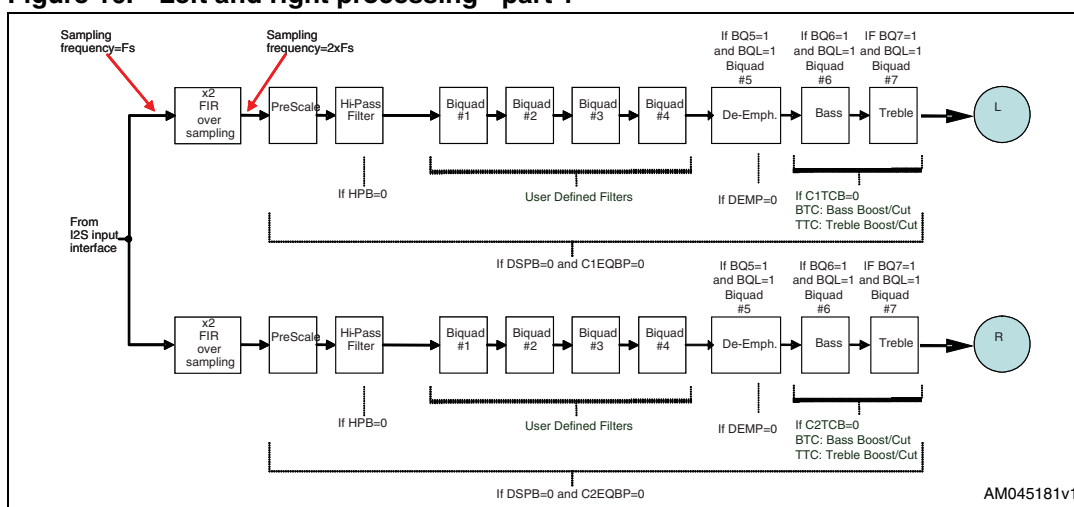 Figure Left and right processing - part 1
Sampling
frequency=Fs
Sampling
frequency=2xFs
x2
FIR
over
sampling
PreScale
Hi-Pass
Filter
Biquad
#1
Biquad
#2
Biquad
#3
Biquad
#4
If BQ5=1
and BQL=1
Biquad
#5
De-Emph.
If BQ6=1
and BQL=1
Biquad
#6
Bass
IF BQ7=1
and BQL=1
Biquad
#7
Treble
L
If HPB=0
User Defined Filters
If DEMP=0
If C1TCB=0
BTC: Bass Boost/Cut
TTC: Treble Boost/Cut
If DSPB=0 and C1EQBP=0
From
I2S input
interface
x2
FIR
over
sampling
PreScale
Hi-Pass
Filter
Biquad
#1
Biquad
#2
Biquad
#3
Biquad
#4
If BQ5=1
and BQL=1
Biquad
#5
De-Emph.
If BQ6=1
and BQL=1
Biquad
#6
Bass
IF BQ7=1
and BQL=1
Biquad
#7
Treble
R
If HPB=0
User Defined Filters
If DEMP=0
If C2TCB=0
BTC: Bass Boost/Cut
TTC: Treble Boost/Cut
If DSPB=0 and C2EQBP=0
AM045181v1